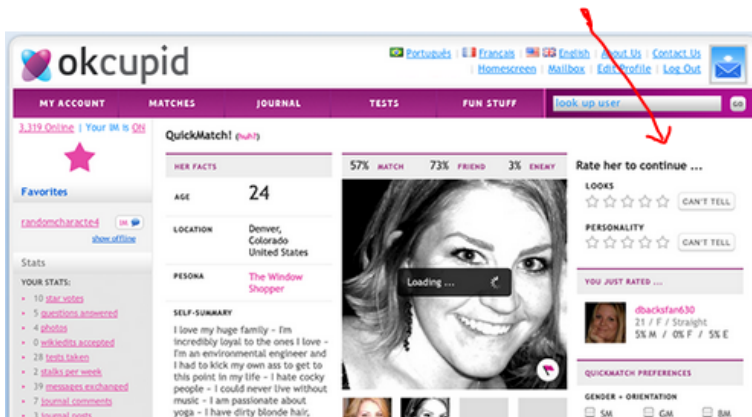 okcupid
Português | Français | English | About Us | Contact Us
| Homescreen | Mailbox | Edit Profile | Log Out
MY ACCOUNT MATCHES JOURNAL TESTS FUN STUFF look up user GO
3,319 Online | Your IM is ON
Favorites
randomcharacte4 IM
show offline
Stats
YOUR STATS:
10 star votes
5 questions answered
4 photos
0 wikiedits accepted
28 tests taken
2 stalks per week
39 messages exchanged
7 journal comments
3 journal posts
QuickMatch! (huh?)
HER FACTS
AGE 24
LOCATION Denver,
Colorado
United States
PESONA The Window
Shopper
SELF-SUMMARY
I love my huge family - I'm
incredibly loyal to the ones I love -
I'm an environmental engineer and
I had to kick my own ass to get to
this point in my life - I hate cocky
people - I could never live without
music - I am passionate about
yoga - I have dirty blonde hair,
57% MATCH 73% FRIEND 3% ENEMY
Loading ...
Rate her to continue ...
LOOKS
CAN'T TELL
PERSONALITY
CAN'T TELL
YOU JUST RATED ...
dbacksfan630
21 / F / Straight
5% M / 0% F / 5% E
QUICKMATCH PREFERENCES
GENDER + ORIENTATION
SM GM BM